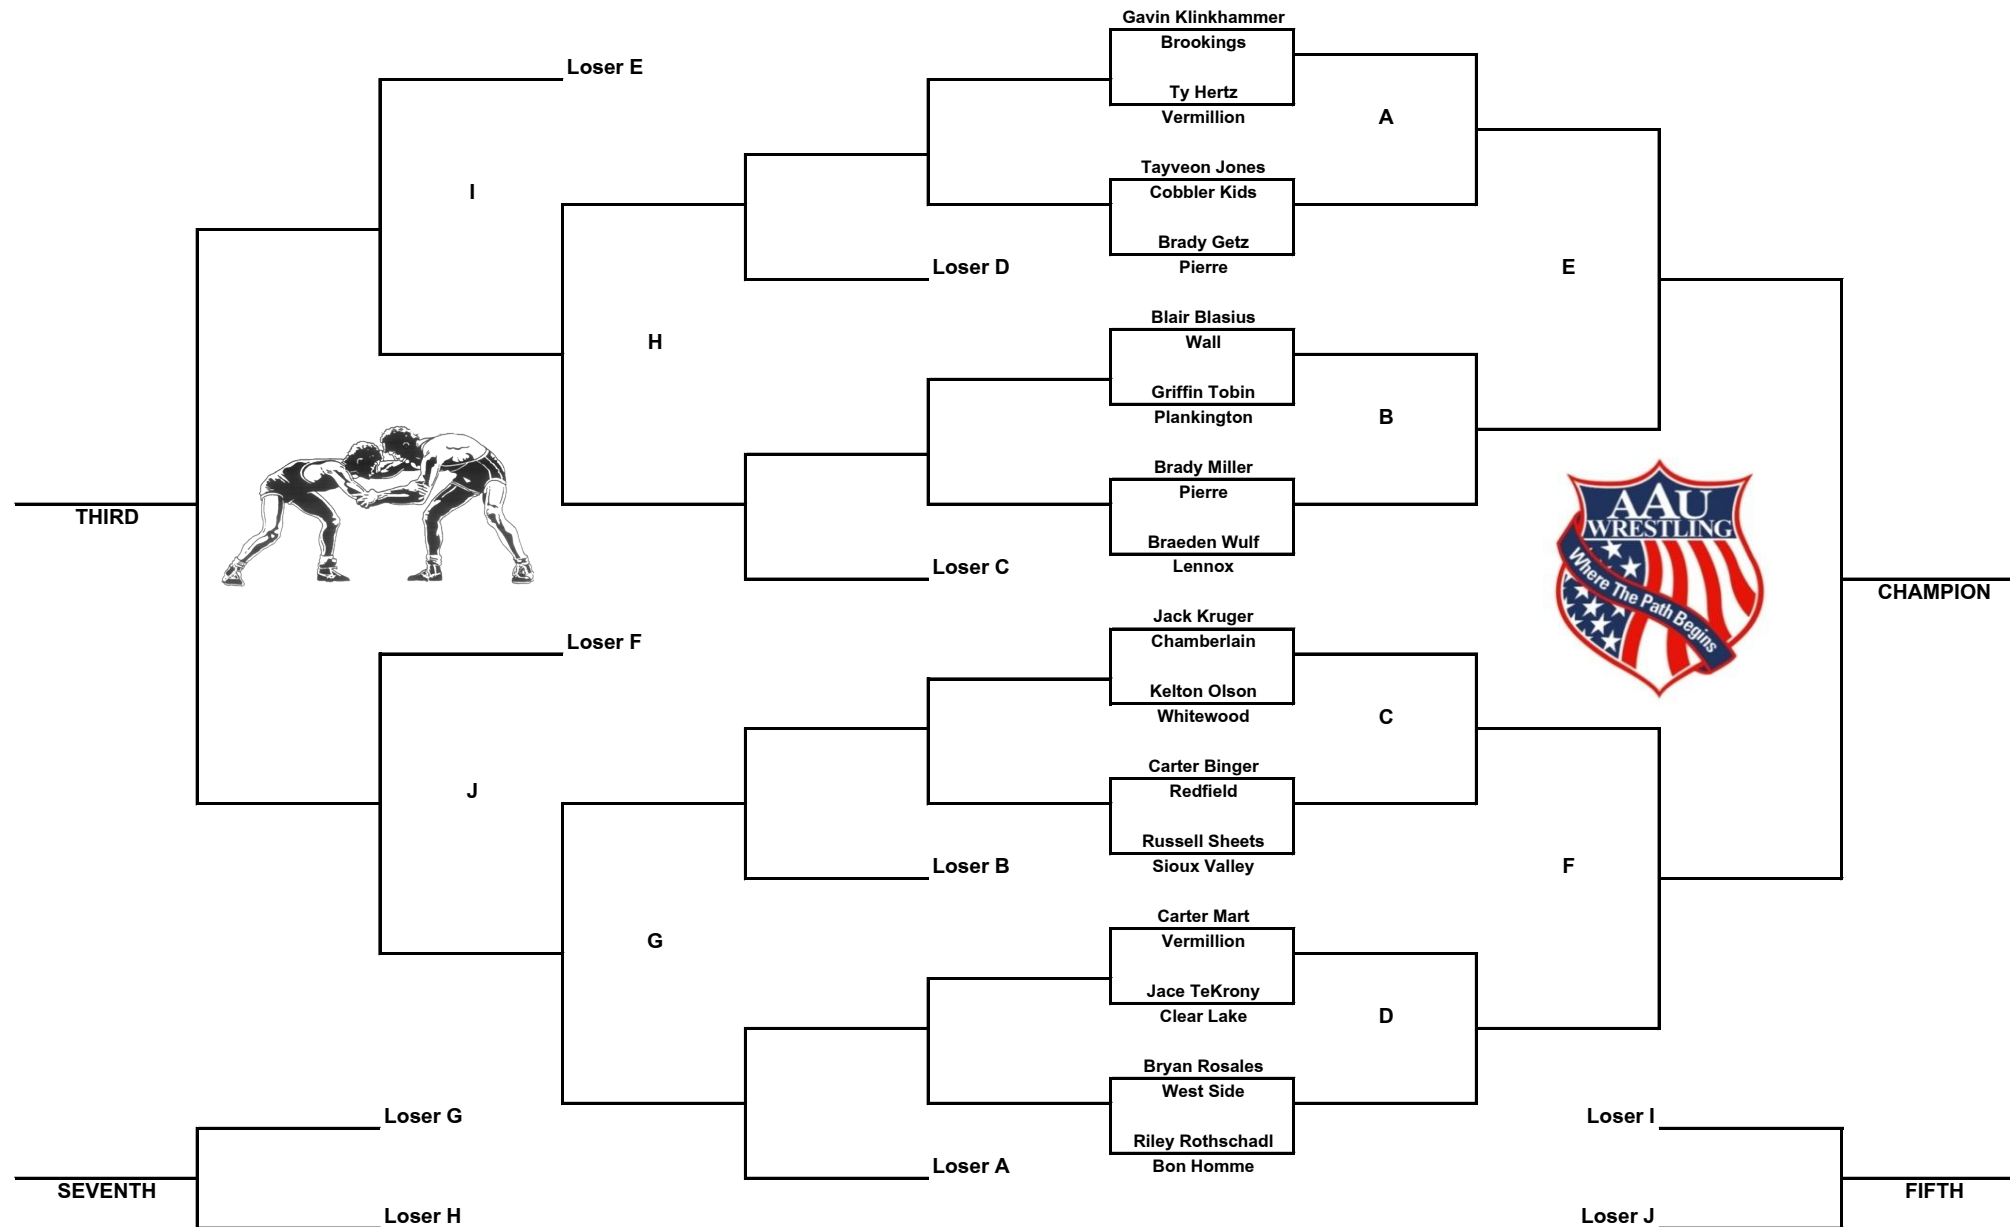 Gavin Klinkhammer
Brookings
Loser E
Ty Hertz
Vermillion
A
Tayveon Jones
Cobbler Kids
I
Brady Getz
Pierre
Loser D
E
Blair Blasius
Wall
H
Griffin Tobin
Plankington
B
Brady Miller
Pierre
THIRD
Braeden Wulf
Lennox
Loser C
AAU
WRESTLING
Where The Path Begins
CHAMPION
Jack Kruger
Chamberlain
Loser F
Kelton Olson
Whitewood
C
Carter Binger
Redfield
J
Russell Sheets
Sioux Valley
Loser B
F
Carter Mart
Vermillion
G
Jace TeKrony
Clear Lake
D
Bryan Rosales
West Side
Loser G
Loser I
Riley Rothschadl
Bon Homme
Loser A
SEVENTH
FIFTH
Loser H
Loser J